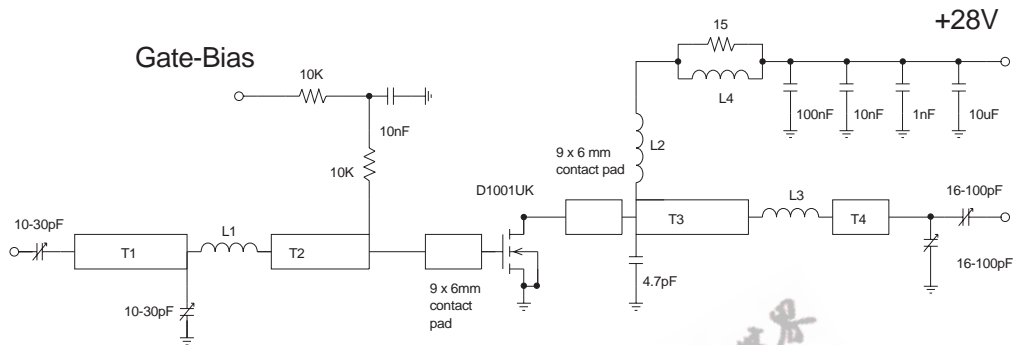 +28V
15
Gate-Bias
10K
L4
100nF
10nF
1nF
10uF
10nF
L2
9 x 6 mm
contact pad
10K
D1001UK
L3
16-100pF
10-30pF
L1
T1
T2
T3
T4
16-100pF
4.7pF
9 x 6mm
contact
pad
10-30pF